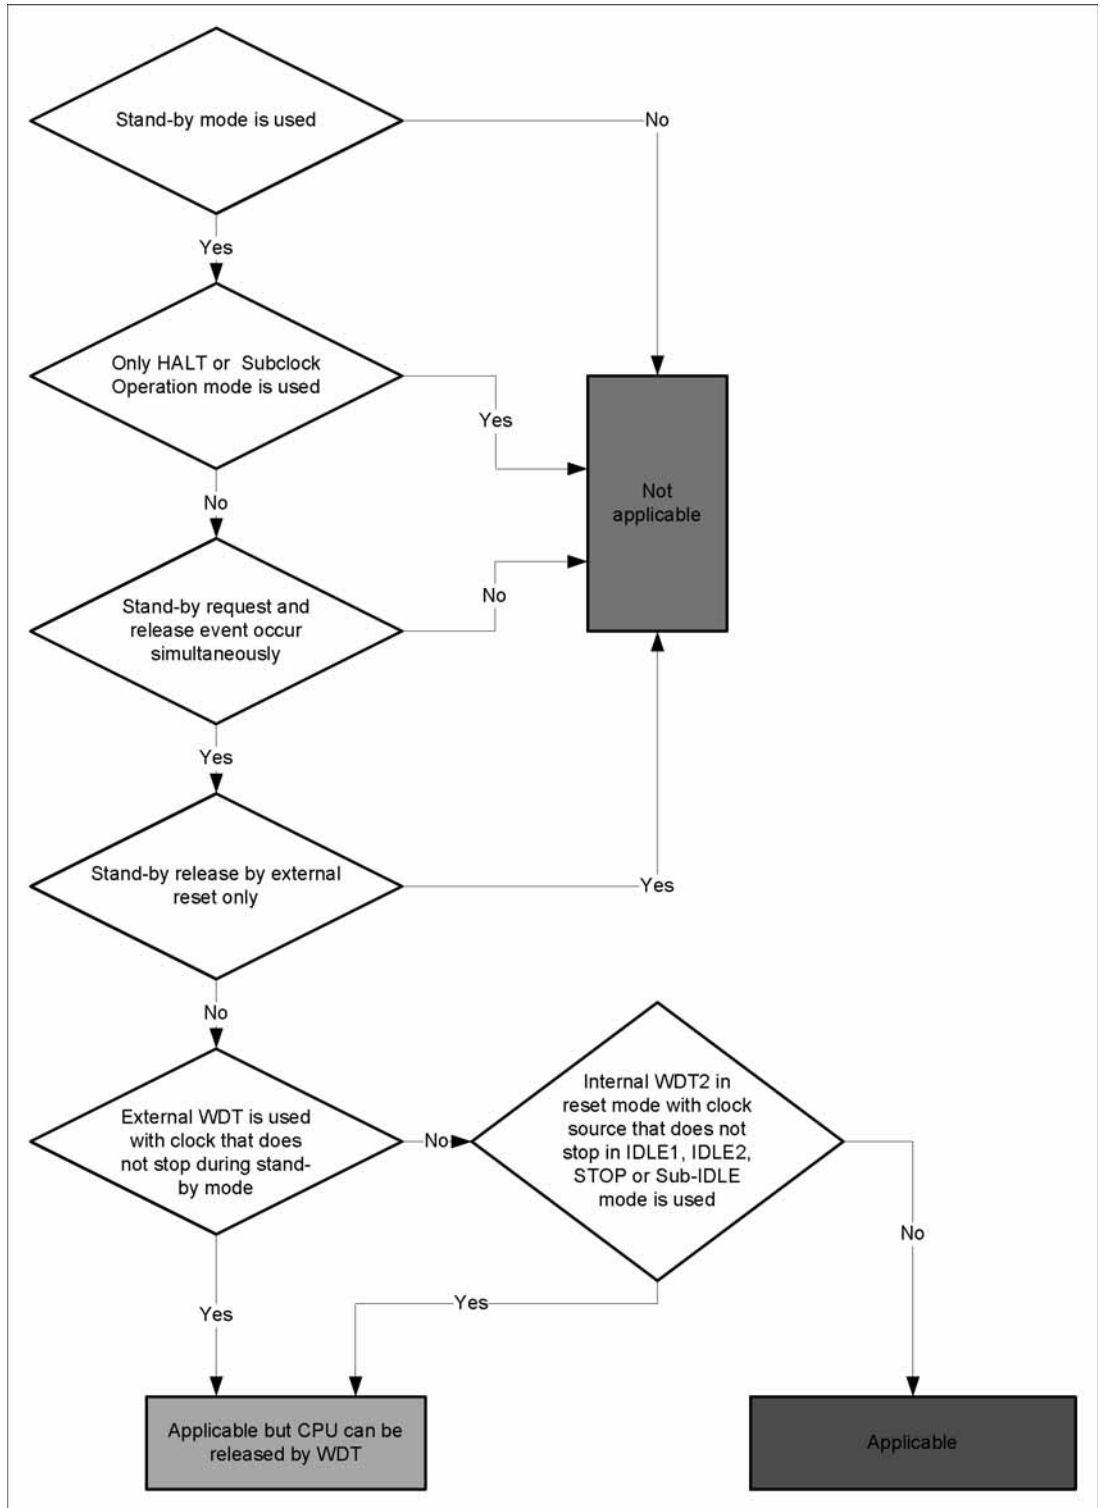 Stand-by mode is used
No
Yes
Only HALT or Subclock
Operation mode is used
Yes
No
Not
applicable
Stand-by request and
release event occur
simultaneously
No
Yes
Stand-by release by external
reset only
Yes
No
Internal WDT2 in
reset mode with clock
source that does not
stop in IDLE1, IDLE2,
STOP or Sub-IDLE
mode is used
External WDT is used
with clock that does
not stop during stand-
by mode
No
No
Yes
Yes
Applicable but CPU can be
released by WDT
Applicable